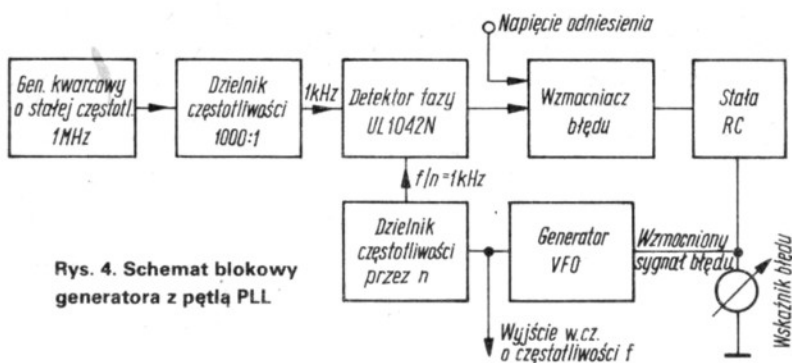 Napięcie odniesienia
Gen. kwarcowy
o stałej częstotl.
1MHz
Dzielnik
częstotliwości
1000:1
1kHz
Detektor fazy
UL1042N
Wzmacniacz
błędu
Stała
RC
f/n=1kHz
Dzielnik
częstotliwości
przez n
Generator
VFO
Wzmocniony
sygnał błędu
Wskaźnik błędu
Rys. 4. Schemat blokowy
generatora z pętlą PLL
Wyjście w.cz.
o częstotliwości f